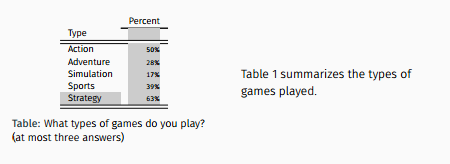 Percent
Type
Action 50%
Adventure 28%
Simulation 17%
Sports 39%
Strategy 63%
Table: What types of games do you play?
(at most three answers)
Table 1 summarizes the types of
games played.